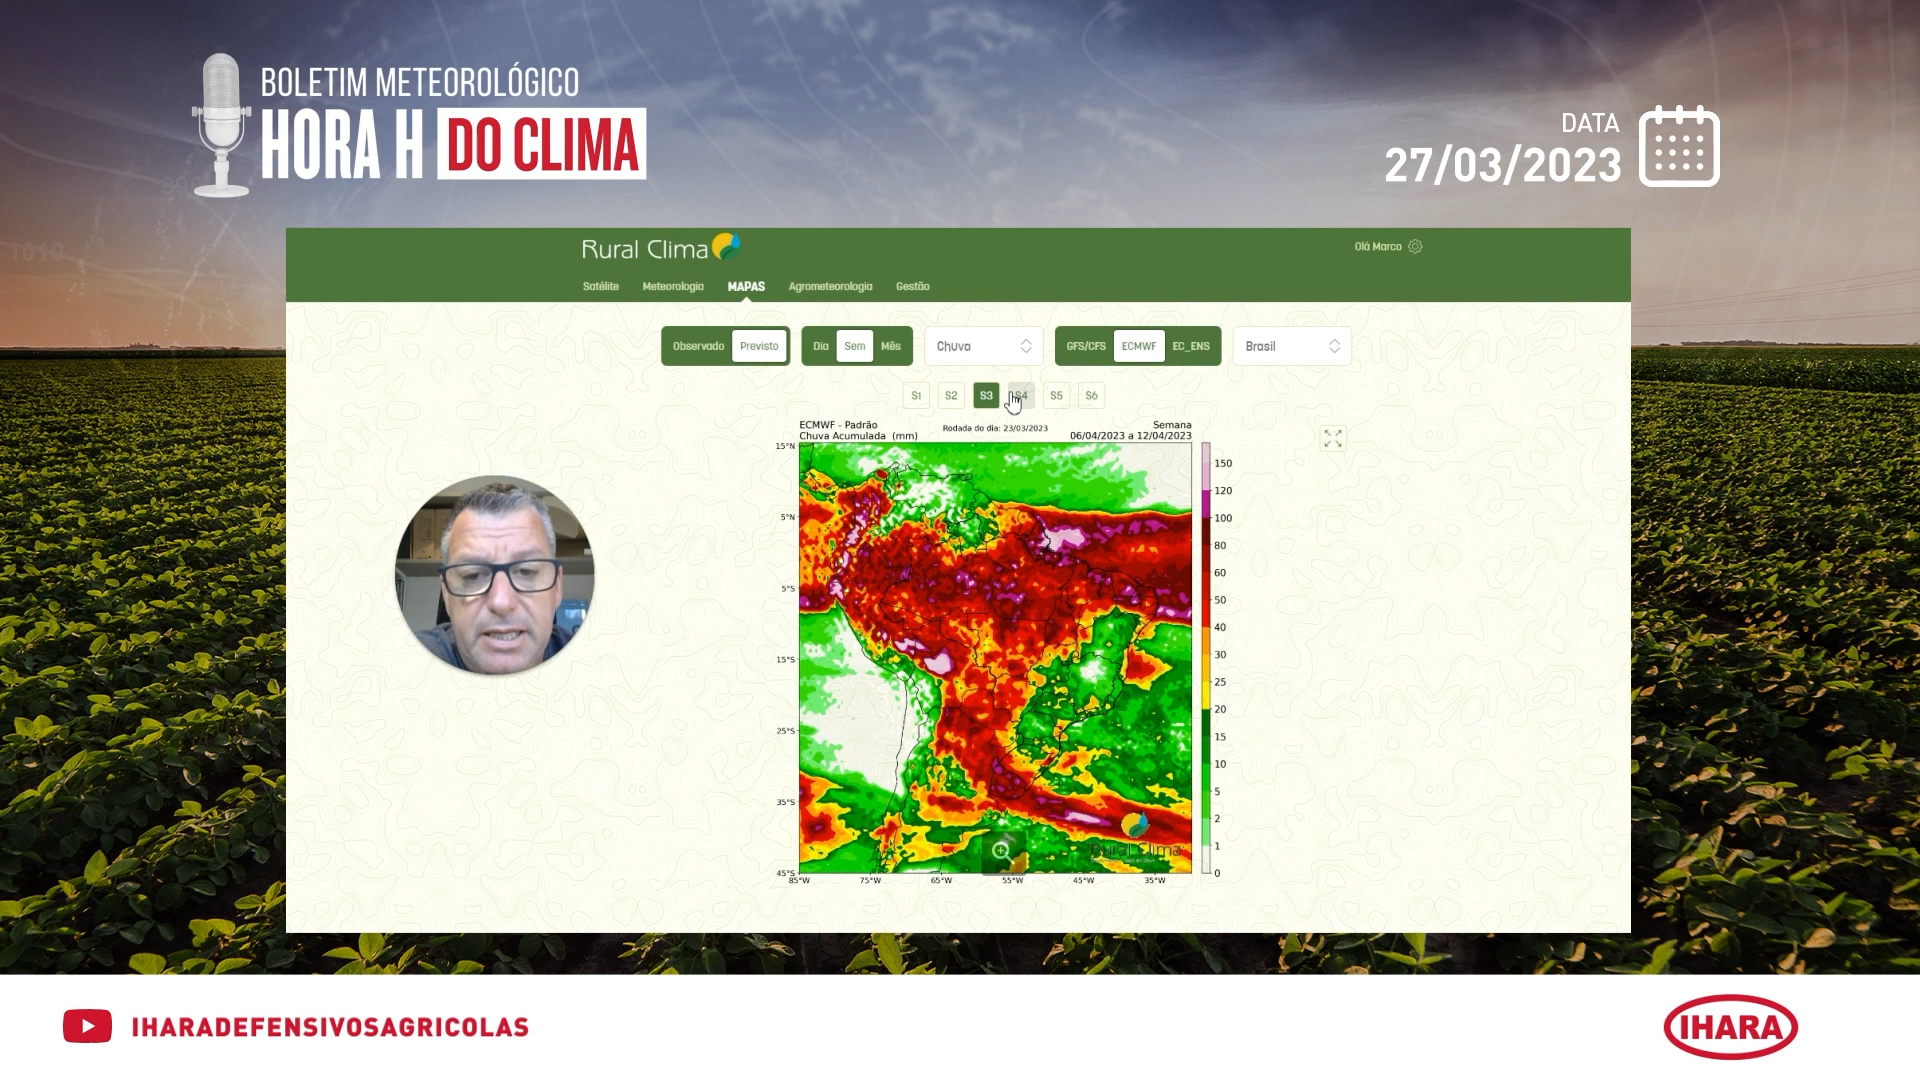 BOLETIM METEOROLÓGICO
HORA H DO CLIMA
DATA
27/03/2023
Rural Clima
Olá Marco
Satélite Meteorologia MAPAS Agrometeorologia Gestão
Observado Previsto Dia Sem Mês Chuva GFS/CFS ECMWF EC_ENS Brasil
S1 S2 S3 S4 S5 S6
ECMWF - Padrão Rodada do dia: 23/03/2023 Semana
Chuva Acumulada (mm) 06/04/2023 a 12/04/2023
15°N
5°N
5°S
15°S
25°S
35°S
45°S
85°W 75°W 65°W 55°W 45°W 35°W
150
120
100
80
60
50
40
30
25
20
15
10
5
2
1
0
Rural Clima
IHARADEFENSIVOSAGRICOLAS
IHARA